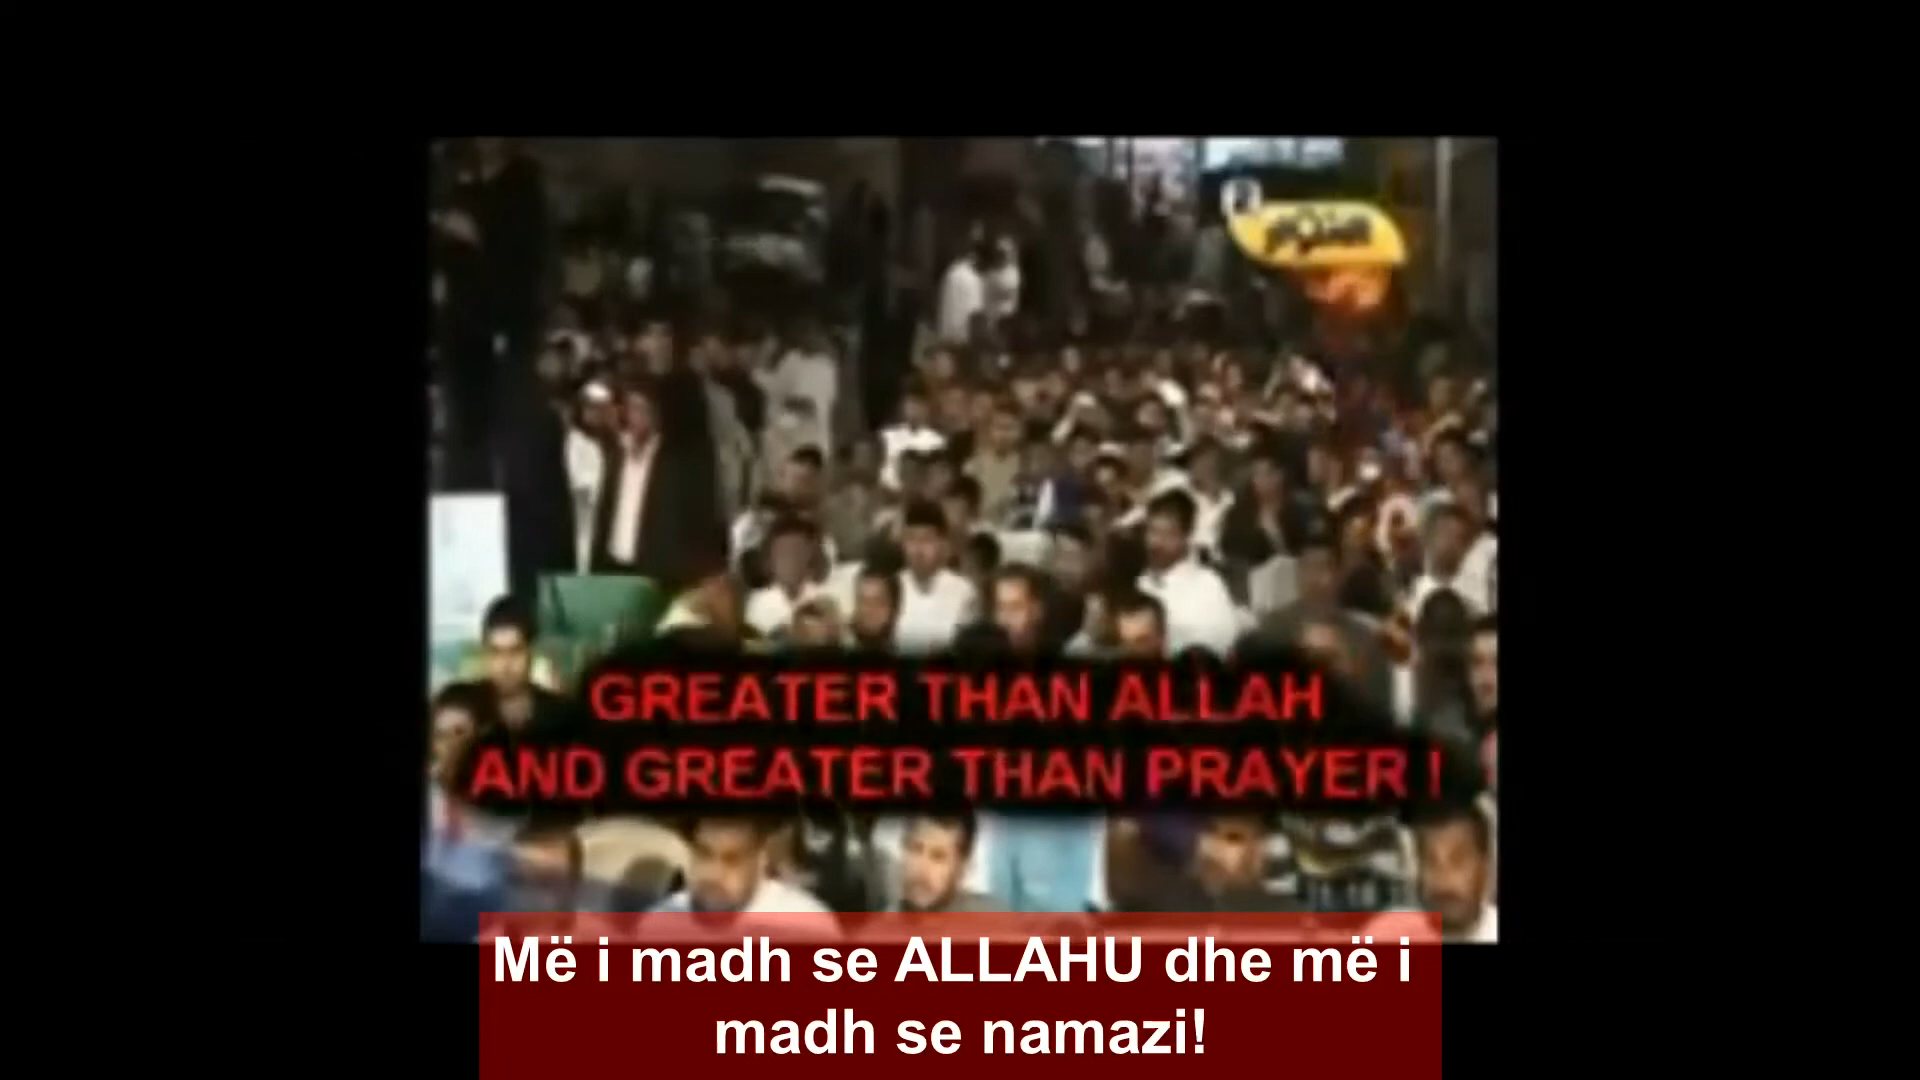 GREATER THAN ALLAH
AND GREATER THAN PRAYER !
Më i madh se ALLAHU dhe më i
madh se namazi!